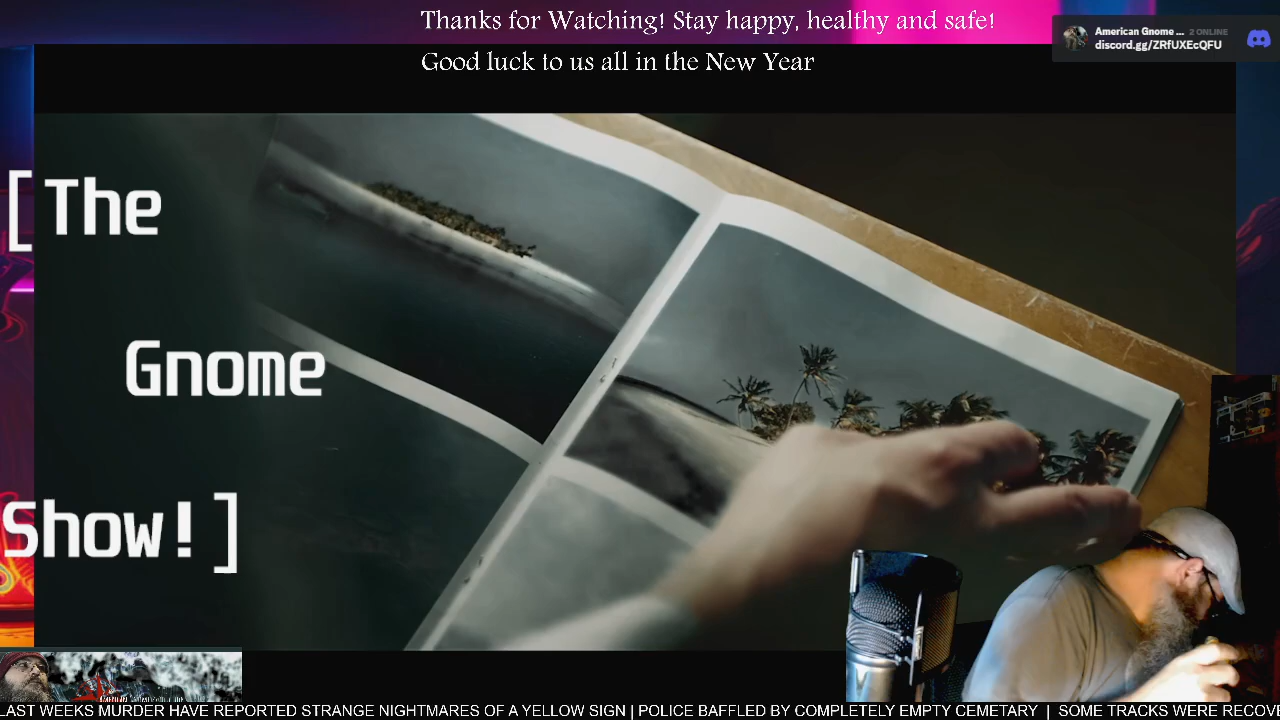 Thanks for Watching! Stay happy, healthy and safe!
Good luck to us all in the New Year
American Gnome ... 2 ONLINE
discord.gg/ZRfUXEcQFU
[The
Gnome
Show!]
LAST WEEKS MURDER HAVE REPORTED STRANGE NIGHTMARES OF A YELLOW SIGN | POLICE BAFFLED BY COMPLETELY EMPTY CEMETARY | SOME TRACKS WERE RECOVE